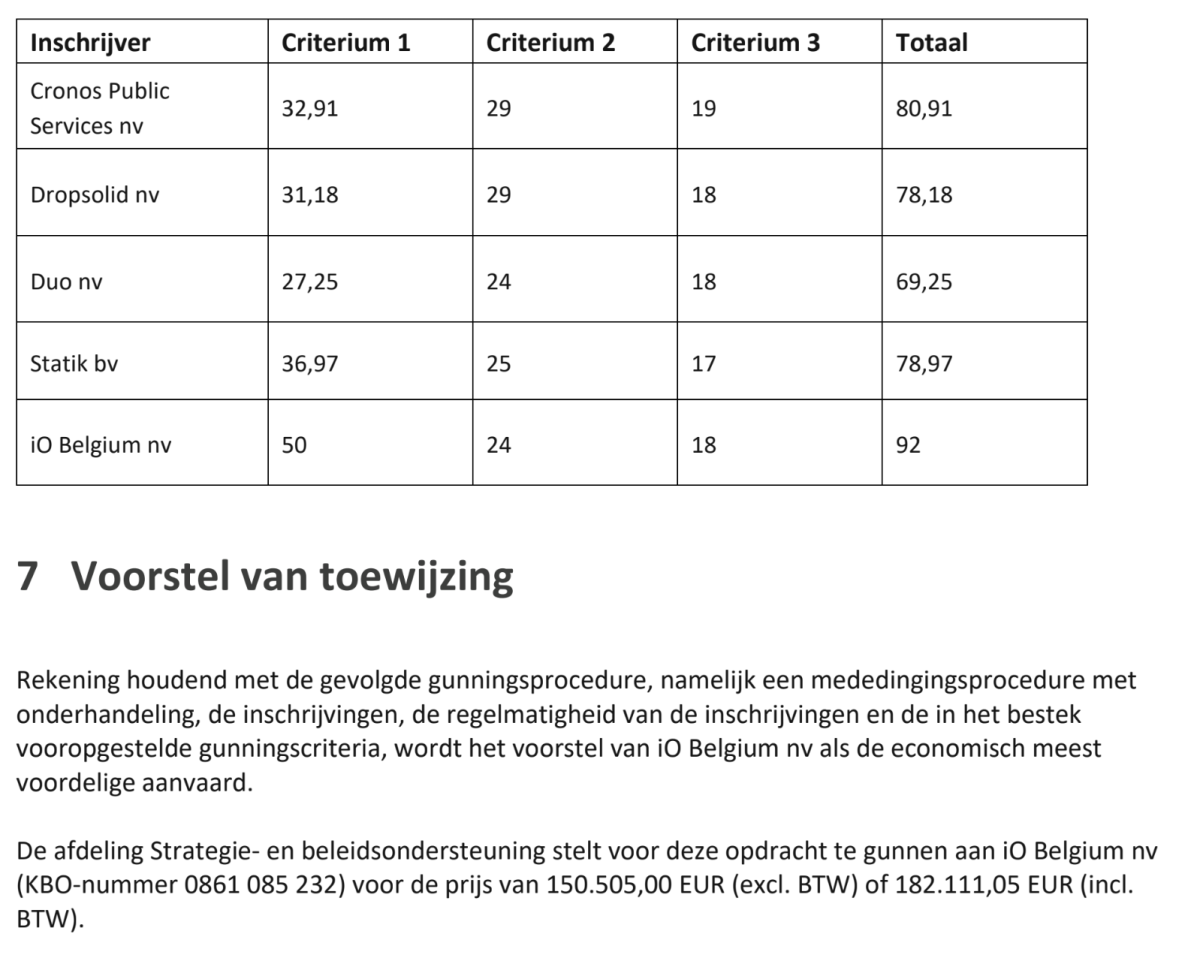 Inschrijver Criterium 1 Criterium 2 Criterium 3 Totaal
Cronos Public
Services nv 32,91 29 19 80,91
Dropsolid nv 31,18 29 18 78,18
Duo nv 27,25 24 18 69,25
Statik bv 36,97 25 17 78,97
iO Belgium nv 50 24 18 92
7 Voorstel van toewijzing
Rekening houdend met de gevolgde gunningsprocedure, namelijk een mededingingsprocedure met
onderhandeling, de inschrijvingen, de regelmatigheid van de inschrijvingen en de in het bestek
vooropgestelde gunningscriteria, wordt het voorstel van iO Belgium nv als de economisch meest
voordelige aanvaard.
De afdeling Strategie- en beleidsondersteuning stelt voor deze opdracht te gunnen aan iO Belgium nv
(KBO-nummer 0861 085 232) voor de prijs van 150.505,00 EUR (excl. BTW) of 182.111,05 EUR (incl.
BTW).